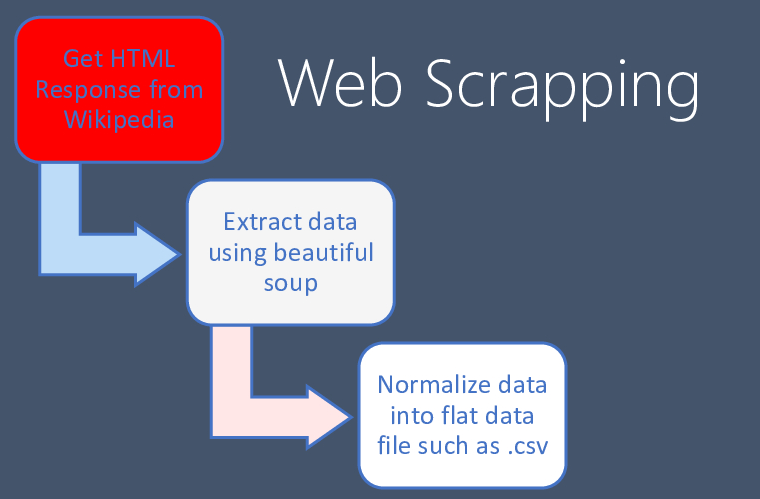 Web Scrapping
Get HTML
Response from
Wikipedia
Extract data
using beautiful
soup
Normalize data
into flat data
file such as .csv